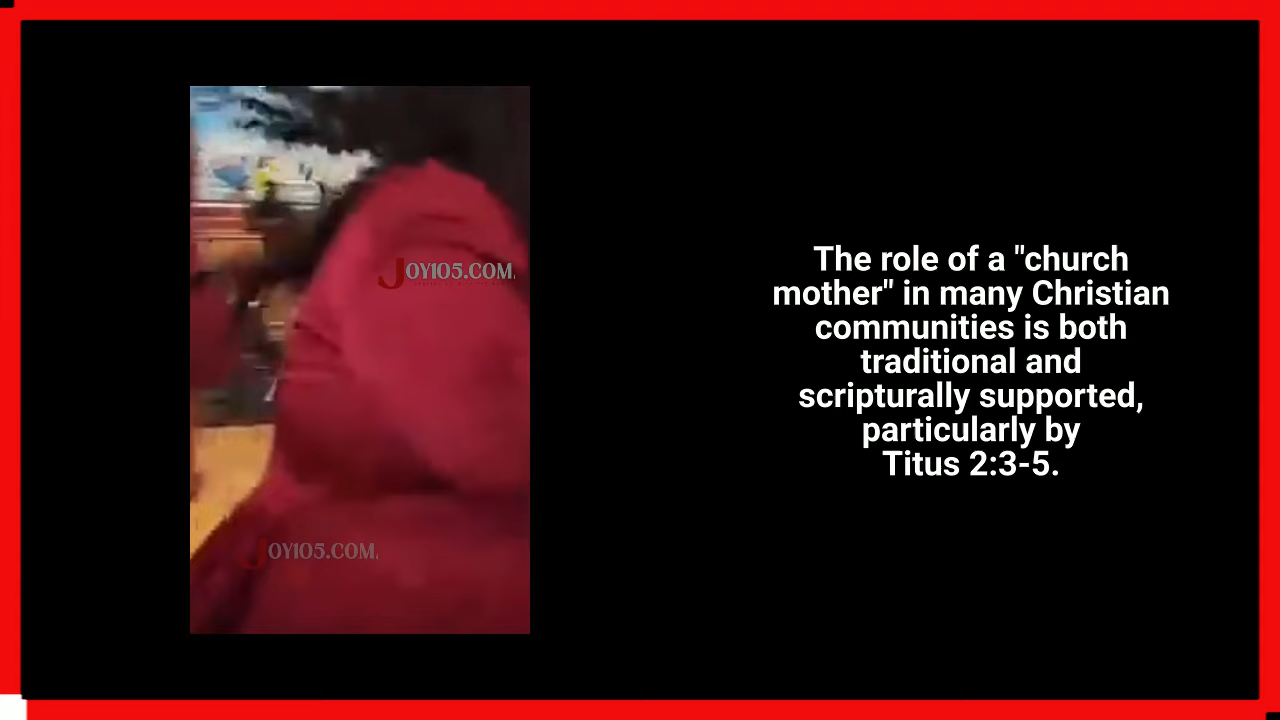 JOY105.COM.
JOY105.COM.
The role of a "church
mother" in many Christian
communities is both
traditional and
scripturally supported,
particularly by
Titus 2:3-5.